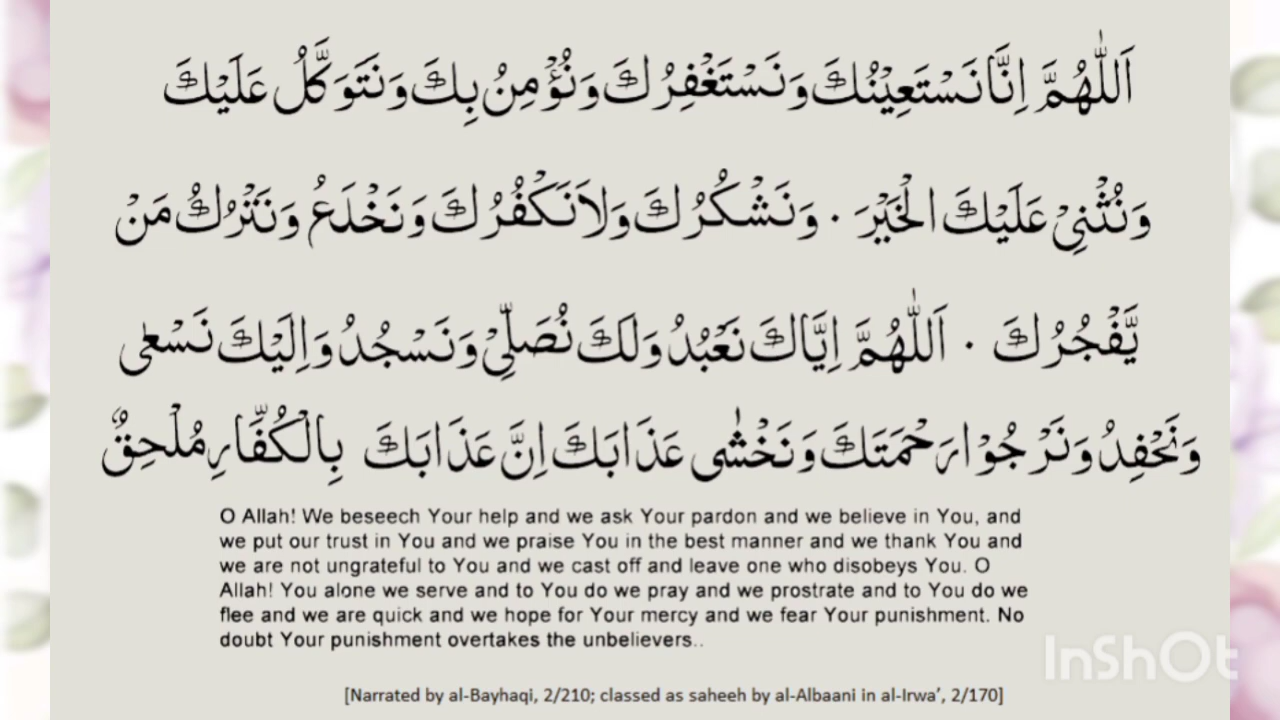 اَللّٰهُمَّ اِنَّا نَسْتَعِيْنُكَ وَنَسْتَغْفِرُكَ وَنُؤْمِنُ بِكَ وَنَتَوَكَّلُ عَلَيْكَ
وَنُثْنِيْ عَلَيْكَ الْخَيْرَ ۰ وَنَشْكُرُكَ وَلَا نَكْفُرُكَ وَنَخْدَعُ وَنَتْرُكُ مَنْ
يَّفْجُرُكَ ۰ اَللّٰهُمَّ اِيَّاكَ نَعْبُدُ وَلَكَ نُصَلِّيْ وَنَسْجُدُ وَاِلَيْكَ نَسْعٰى
وَنَحْفِدُ وَنَرْجُوْا رَحْمَتَكَ وَنَخْشٰى عَذَابَكَ اِنَّ عَذَابَكَ بِالْكُفَّارِ مُلْحِقٌ
O Allah! We beseech Your help and we ask Your pardon and we believe in You, and
we put our trust in You and we praise You in the best manner and we thank You and
we are not ungrateful to You and we cast off and leave one who disobeys You. O
Allah! You alone we serve and to You do we pray and we prostrate and to You do we
flee and we are quick and we hope for Your mercy and we fear Your punishment. No
doubt Your punishment overtakes the unbelievers..
InShOt
[Narrated by al-Bayhaqi, 2/210; classed as saheeh by al-Albaani in al-Irwa’, 2/170]